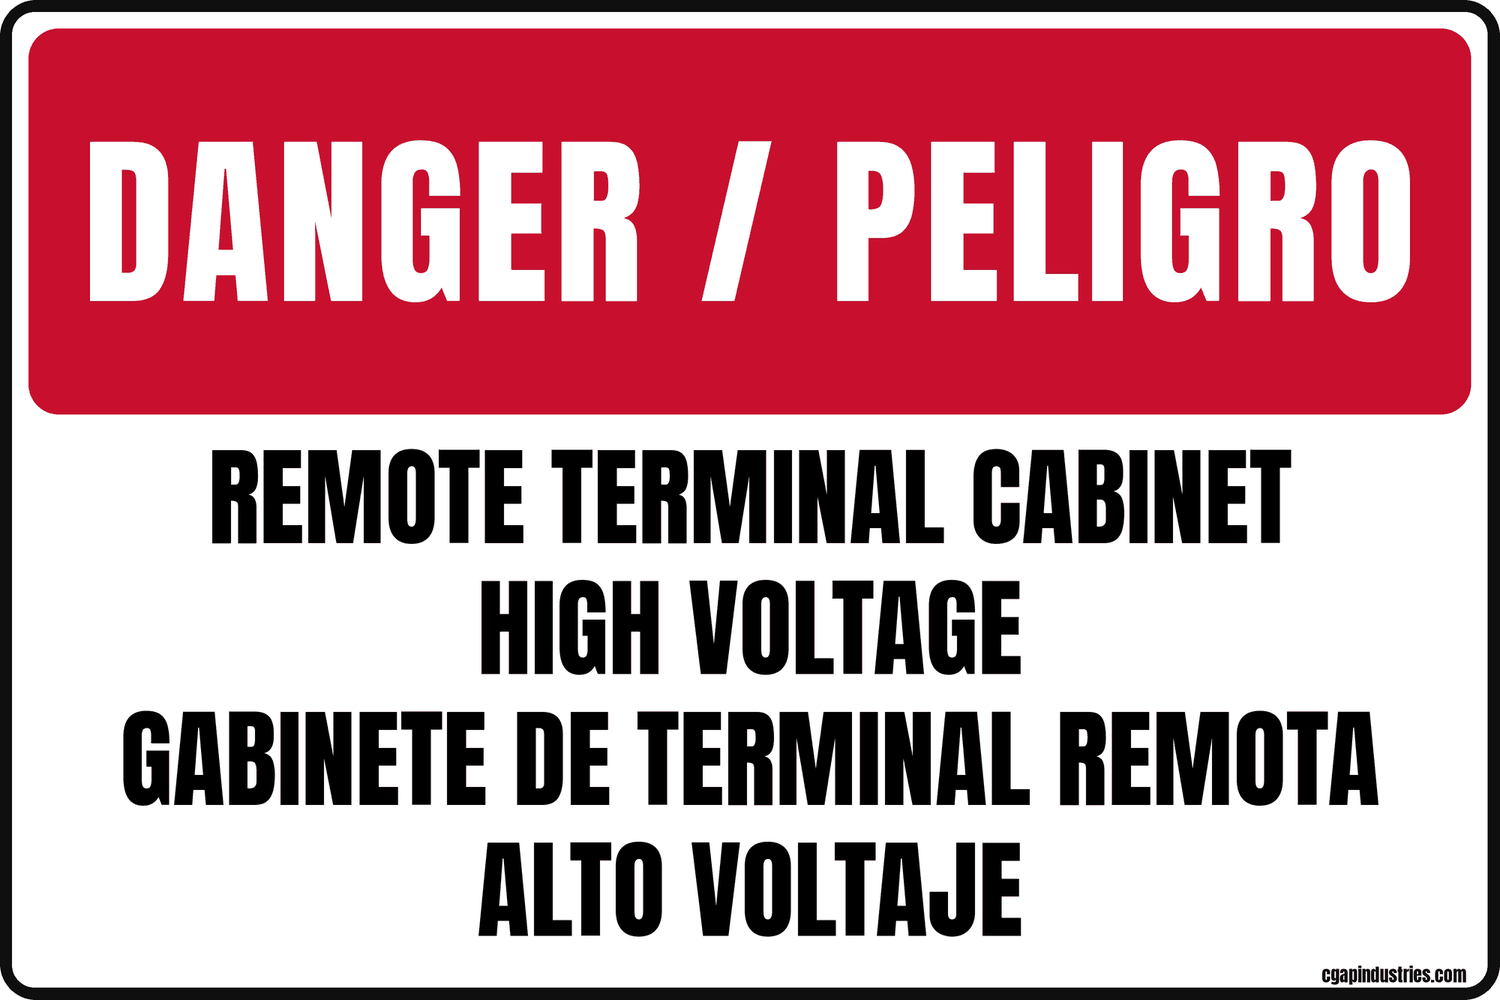 DANGER / PELIGRO
REMOTE TERMINAL CABINET
HIGH VOLTAGE
GABINETE DE TERMINAL REMOTA
ALTO VOLTAJE
cgapindustries.com